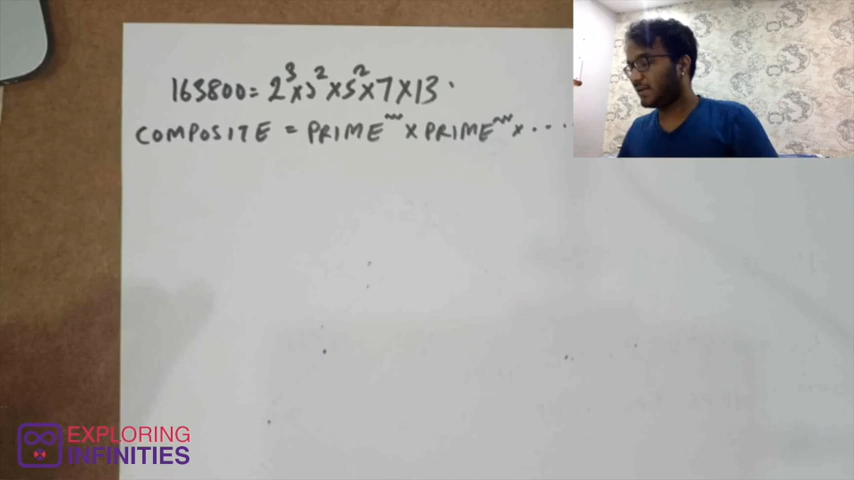 163800 = 2³ × 3² × 5² × 7 × 13 .
COMPOSITE = PRIME^~~ × PRIME^~~ × ....
EXPLORING
INFINITIES